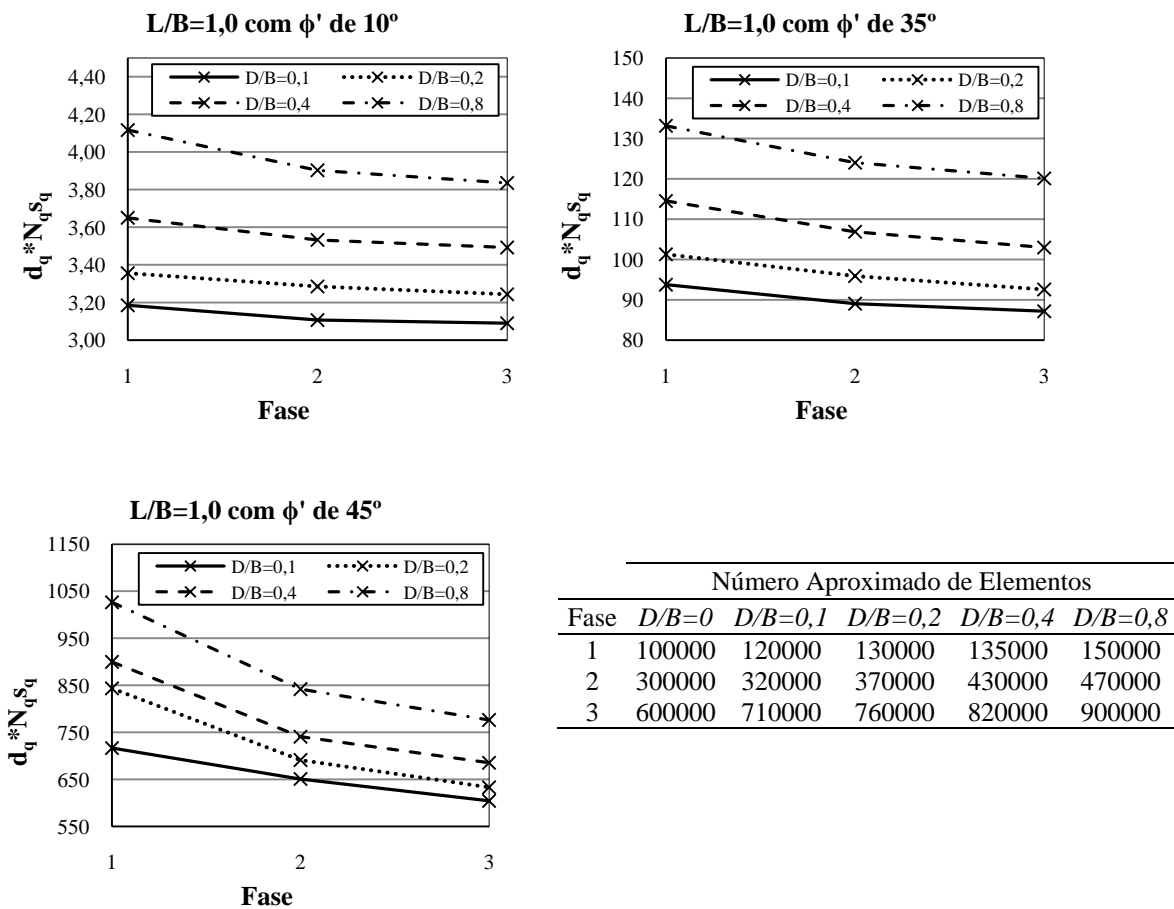 L/B=1,0 com ϕ' de 10º
D/B=0,1 D/B=0,2
D/B=0,4 D/B=0,8
4,40
4,20
4,00
3,80
3,60
3,40
3,20
3,00
dq*Nqsq
1 2 3
Fase
L/B=1,0 com ϕ' de 35º
D/B=0,1 D/B=0,2
D/B=0,4 D/B=0,8
150
140
130
120
110
100
90
80
dq*Nqsq
1 2 3
Fase
L/B=1,0 com ϕ' de 45º
D/B=0,1 D/B=0,2
D/B=0,4 D/B=0,8
1150
1050
950
850
750
650
550
dq*Nqsq
1 2 3
Fase
Número Aproximado de Elementos
Fase D/B=0 D/B=0,1 D/B=0,2 D/B=0,4 D/B=0,8
1 100000 120000 130000 135000 150000
2 300000 320000 370000 430000 470000
3 600000 710000 760000 820000 900000